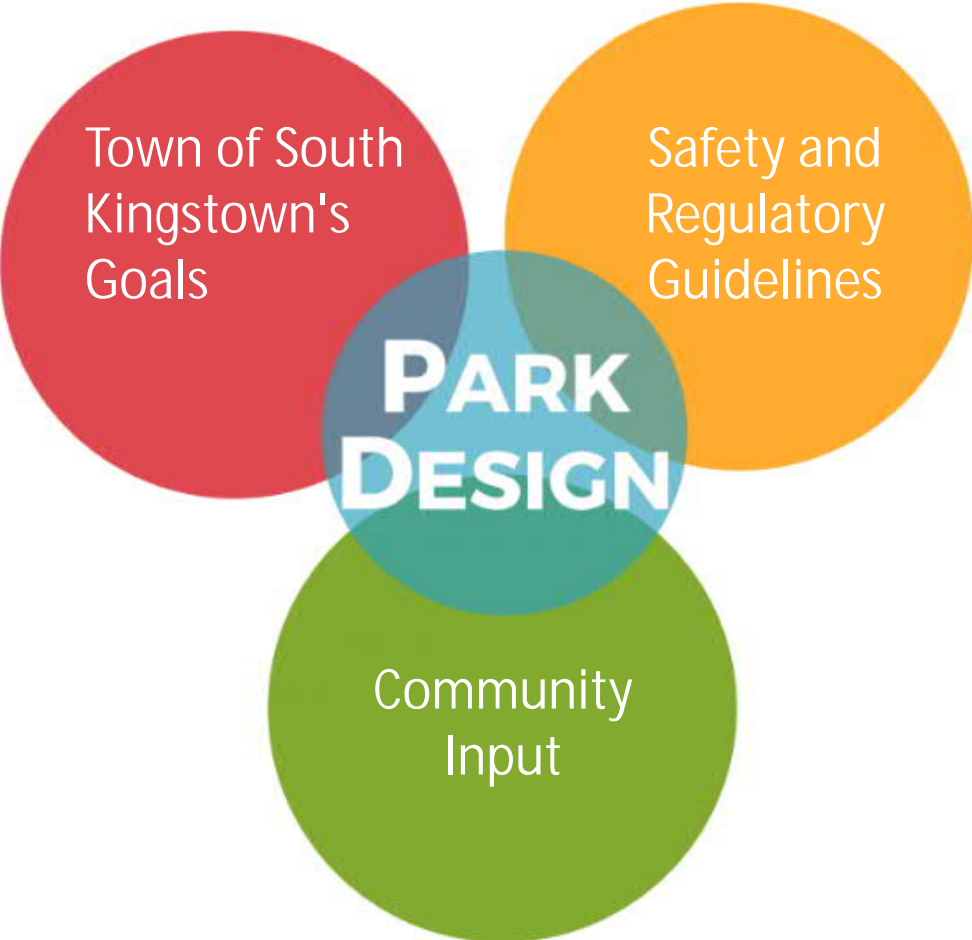 Town of South
Kingstown's
Goals
Safety and
Regulatory
Guidelines
PARK
DESIGN
Community
Input